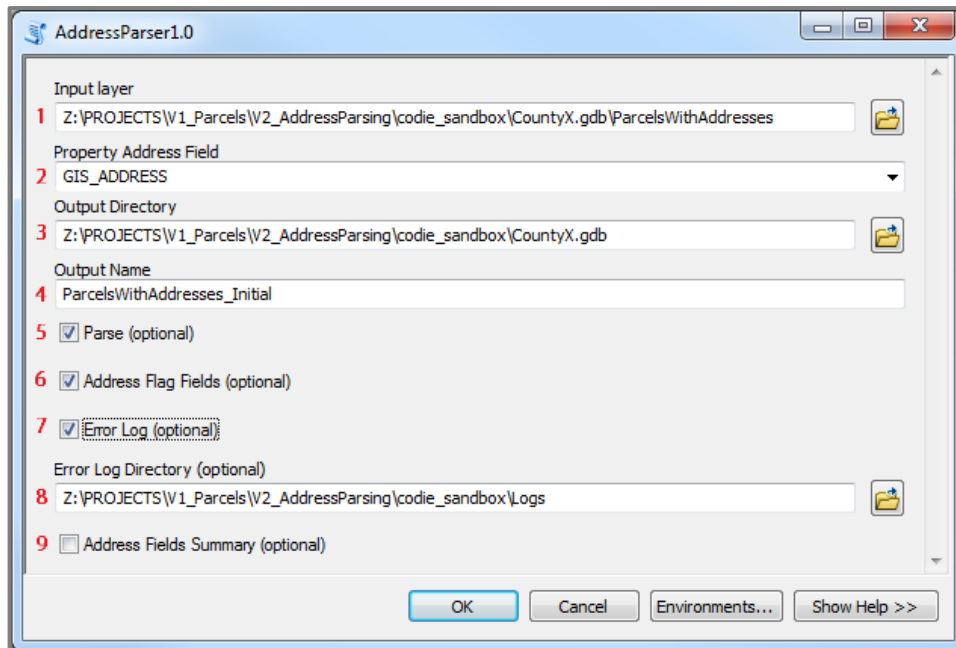 AddressParser1.0
Input layer
1 Z:\PROJECTS\V1_Parcels\V2_AddressParsing\codie_sandbox\CountyX.gdb\ParcelsWithAddresses
Property Address Field
2 GIS_ADDRESS
Output Directory
3 Z:\PROJECTS\V1_Parcels\V2_AddressParsing\codie_sandbox\CountyX.gdb
Output Name
4 ParcelsWithAddresses_Initial
5 Parse (optional)
6 Address Flag Fields (optional)
7 Error Log (optional)
Error Log Directory (optional)
8 Z:\PROJECTS\V1_Parcels\V2_AddressParsing\codie_sandbox\Logs
9 Address Fields Summary (optional)
OK Cancel Environments... Show Help >>